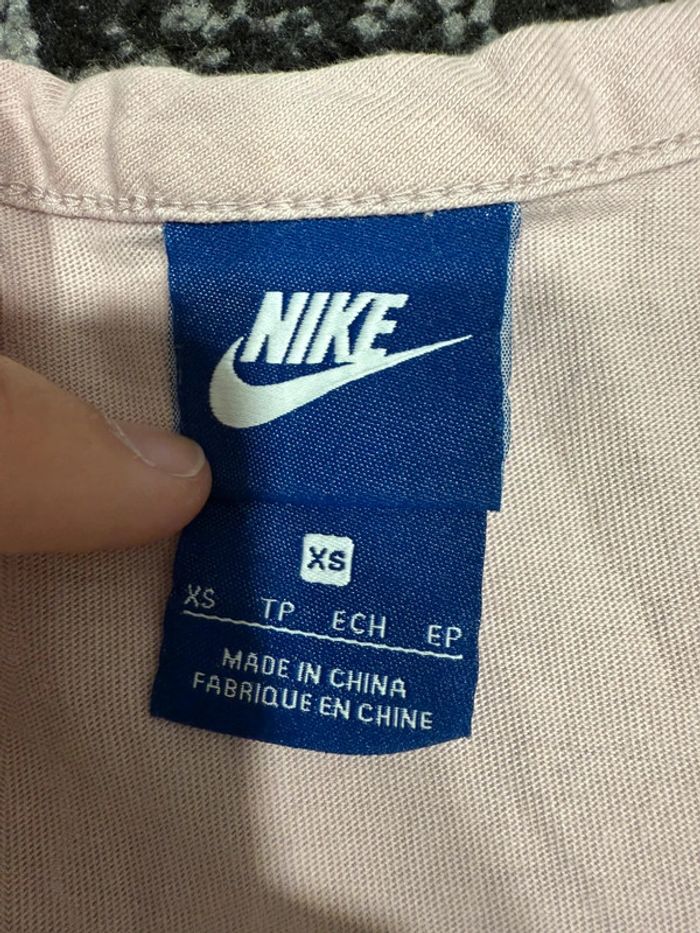 NIKE
XS
XS TP ECH EP
MADE IN CHINA
FABRIQUE EN CHINE